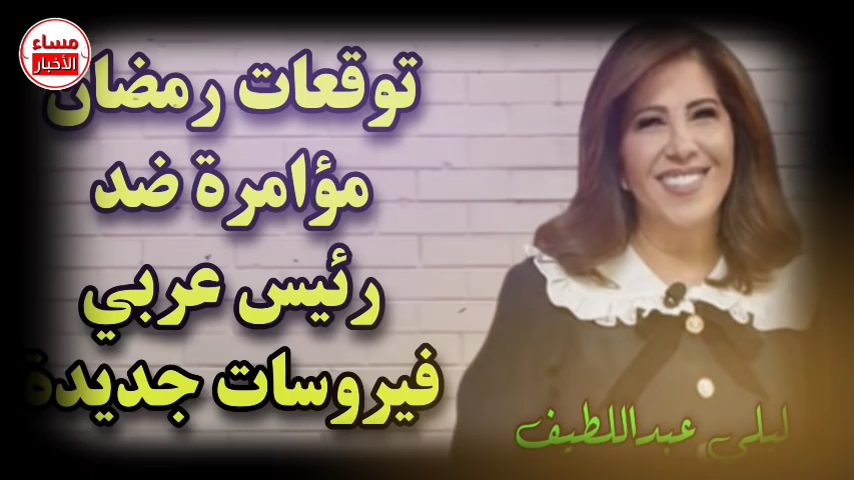 مساء
الأخبار
توقعات رمضان
مؤامرة ضد
رئيس عربي
فيروسات جديدة
ليلى عبداللطيف